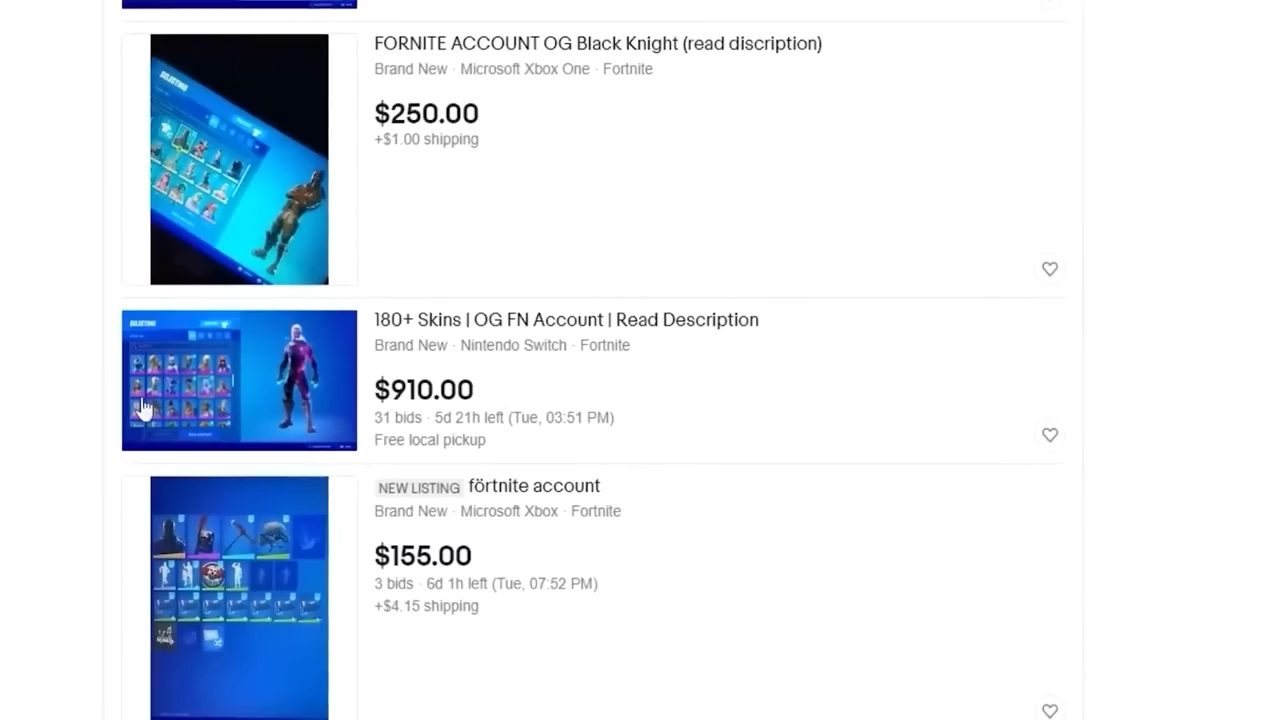 FORNITE ACCOUNT OG Black Knight (read discription)
Brand New · Microsoft Xbox One · Fortnite
$250.00
+$1.00 shipping
SELECTING
180+ Skins | OG FN Account | Read Description
Brand New · Nintendo Switch · Fortnite
$910.00
31 bids · 5d 21h left (Tue, 03:51 PM)
Free local pickup
SELECTING
NEW LISTING förtnite account
Brand New · Microsoft Xbox · Fortnite
$155.00
3 bids · 6d 1h left (Tue, 07:52 PM)
+$4.15 shipping